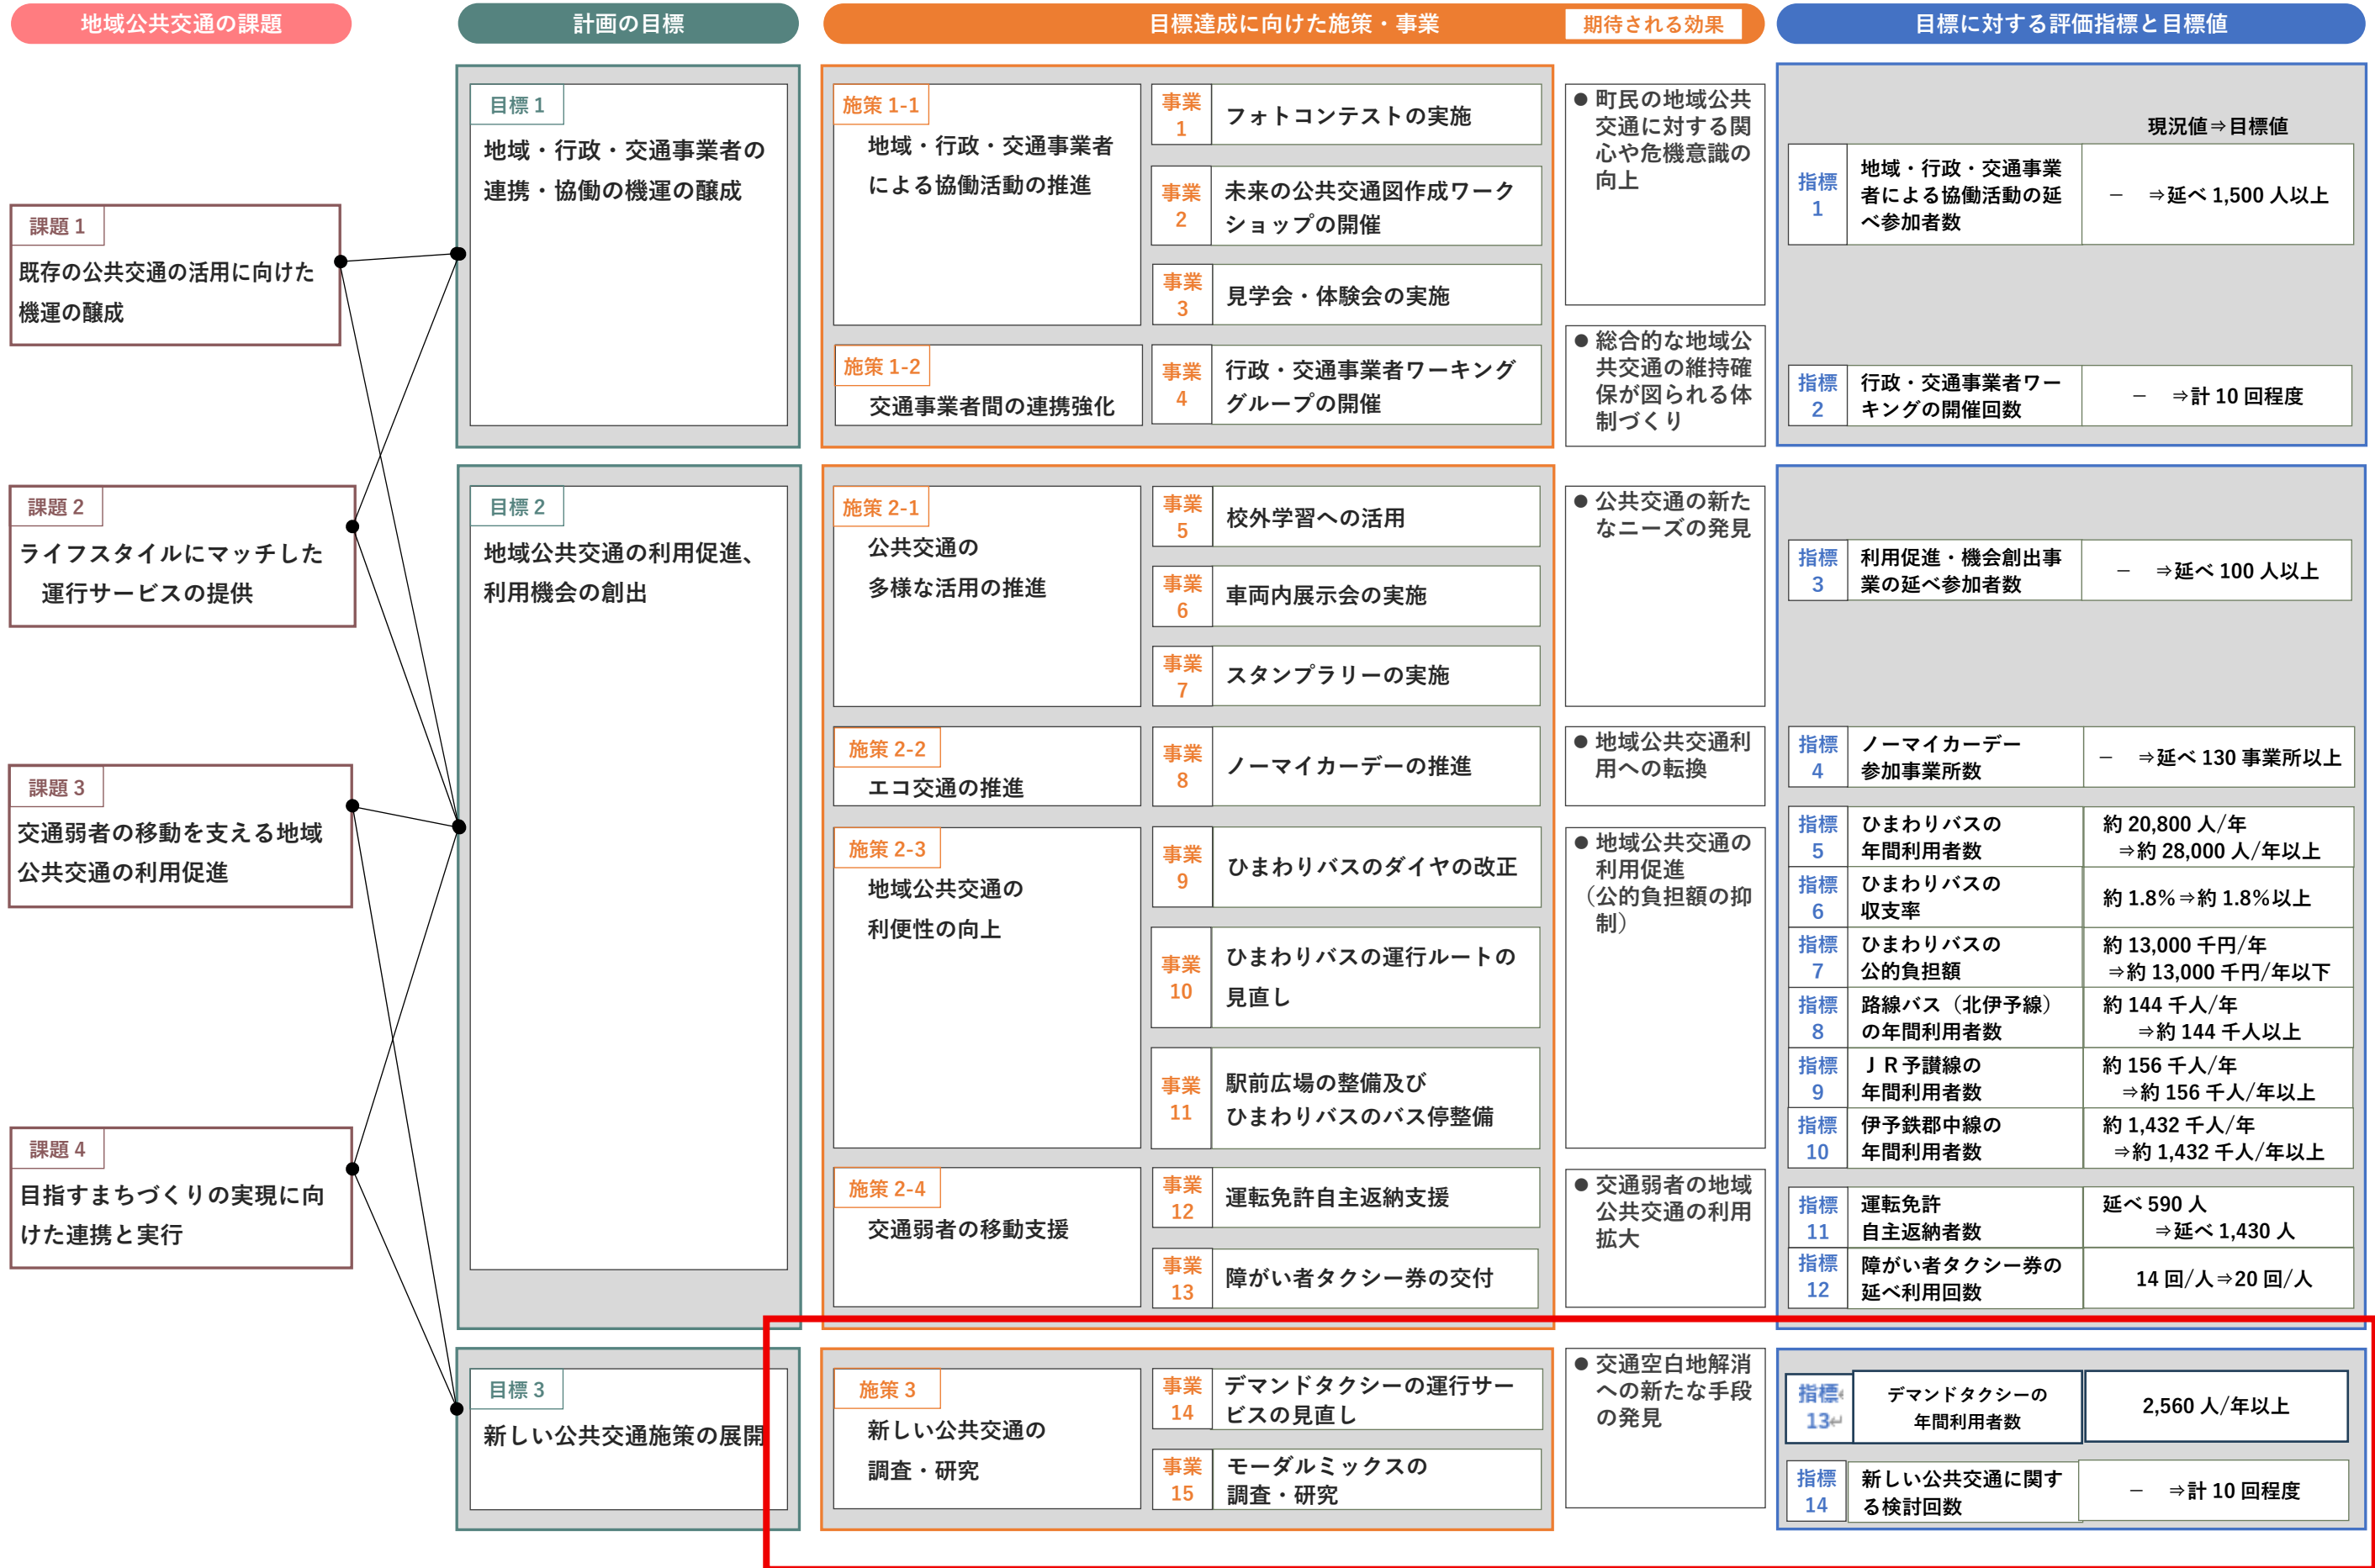 地域公共交通の課題
計画の目標
目標達成に向けた施策・事業
期待される効果
目標に対する評価指標と目標値
課題 1
既存の公共交通の活用に向けた
機運の醸成
課題 2
ライフスタイルにマッチした
運行サービスの提供
課題 3
交通弱者の移動を支える地域
公共交通の利用促進
課題 4
目指すまちづくりの実現に向
けた連携と実行
目標 1
地域・行政・交通事業者の
連携・協働の機運の醸成
施策 1-1
地域・行政・交通事業者
による協働活動の推進
事業
1
フォトコンテストの実施
事業
2
未来の公共交通図作成ワーク
ショップの開催
事業
3
見学会・体験会の実施
施策 1-2
交通事業者間の連携強化
事業
4
行政・交通事業者ワーキング
グループの開催
● 町民の地域公共
交通に対する関
心や危機意識の
向上
● 総合的な地域公
共交通の維持確
保が図られる体
制づくり
現況値⇒目標値
指標
1
地域・行政・交通事業
者による協働活動の延
べ参加者数
－ ⇒延べ 1,500 人以上
指標
2
行政・交通事業者ワー
キングの開催回数
－ ⇒計 10 回程度
目標 2
地域公共交通の利用促進、
利用機会の創出
施策 2-1
公共交通の
多様な活用の推進
事業
5
校外学習への活用
事業
6
車両内展示会の実施
事業
7
スタンプラリーの実施
施策 2-2
エコ交通の推進
事業
8
ノーマイカーデーの推進
施策 2-3
地域公共交通の
利便性の向上
事業
9
ひまわりバスのダイヤの改正
事業
10
ひまわりバスの運行ルートの
見直し
事業
11
駅前広場の整備及び
ひまわりバスのバス停整備
施策 2-4
交通弱者の移動支援
事業
12
運転免許自主返納支援
事業
13
障がい者タクシー券の交付
● 公共交通の新た
なニーズの発見
● 地域公共交通利
用への転換
● 地域公共交通の
利用促進
（公的負担額の抑
制）
● 交通弱者の地域
公共交通の利用
拡大
指標
3
利用促進・機会創出事
業の延べ参加者数
－ ⇒延べ 100 人以上
指標
4
ノーマイカーデー
参加事業所数
－ ⇒延べ 130 事業所以上
指標
5
ひまわりバスの
年間利用者数
約 20,800 人/年
⇒約 28,000 人/年以上
指標
6
ひまわりバスの
収支率
約 1.8%⇒約 1.8%以上
指標
7
ひまわりバスの
公的負担額
約 13,000 千円/年
⇒約 13,000 千円/年以下
指標
8
路線バス（北伊予線）
の年間利用者数
約 144 千人/年
⇒約 144 千人以上
指標
9
ＪＲ予讃線の
年間利用者数
約 156 千人/年
⇒約 156 千人/年以上
指標
10
伊予鉄郡中線の
年間利用者数
約 1,432 千人/年
⇒約 1,432 千人/年以上
指標
11
運転免許
自主返納者数
延べ 590 人
⇒延べ 1,430 人
指標
12
障がい者タクシー券の
延べ利用回数
14 回/人⇒20 回/人
目標 3
新しい公共交通施策の展開
施策 3
新しい公共交通の
調査・研究
事業
14
デマンドタクシーの運行サー
ビスの見直し
事業
15
モーダルミックスの
調査・研究
● 交通空白地解消
への新たな手段
の発見
指標
13↵
デマンドタクシーの
年間利用者数
2,560 人/年以上
指標
14
新しい公共交通に関す
る検討回数
－ ⇒計 10 回程度